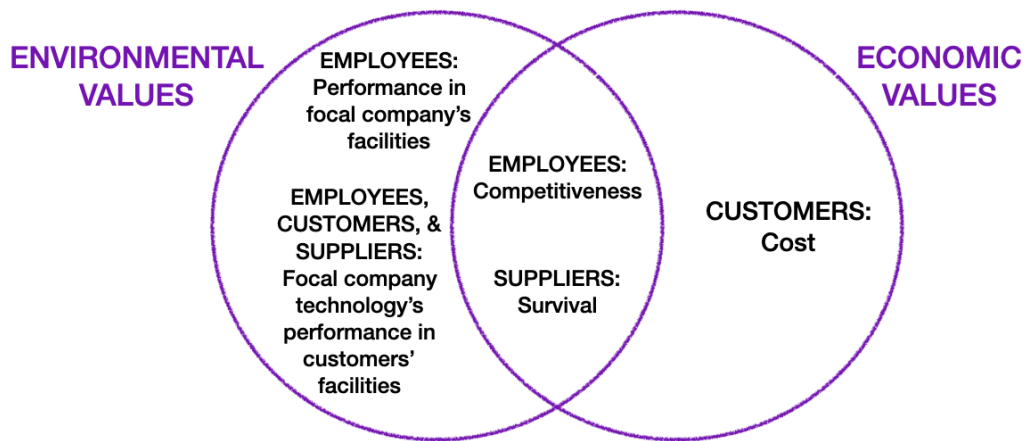 ENVIRONMENTAL
VALUES
EMPLOYEES:
Performance in
focal company’s
facilities
EMPLOYEES,
CUSTOMERS, &
SUPPLIERS:
Focal company
technology’s
performance in
customers’
facilities
EMPLOYEES:
Competitiveness
SUPPLIERS:
Survival
ECONOMIC
VALUES
CUSTOMERS:
Cost